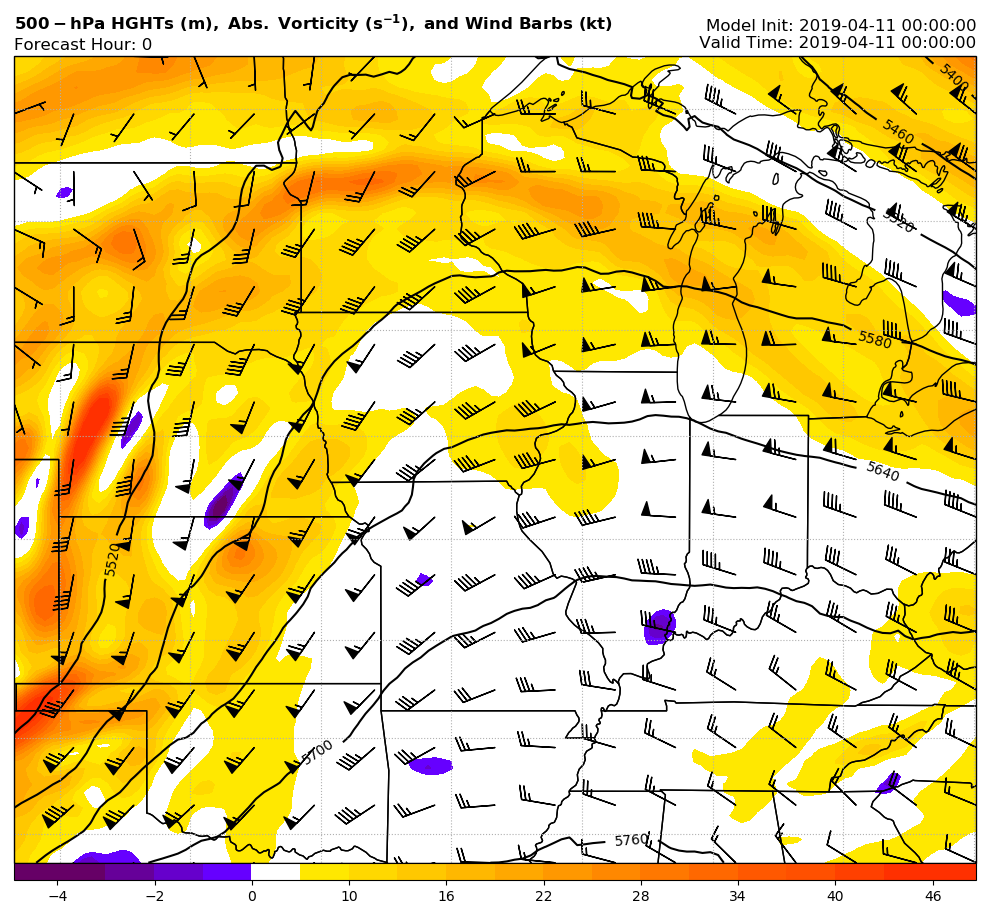 500−hPa HGHTs (m), Abs. Vorticity (s⁻¹), and Wind Barbs (kt)
Model Init: 2019-04-11 00:00:00
Forecast Hour: 0
Valid Time: 2019-04-11 00:00:00
5400
5460
5520
5580
5640
5520
5700
5760
−4 −2 0 10 16 22 28 34 40 46